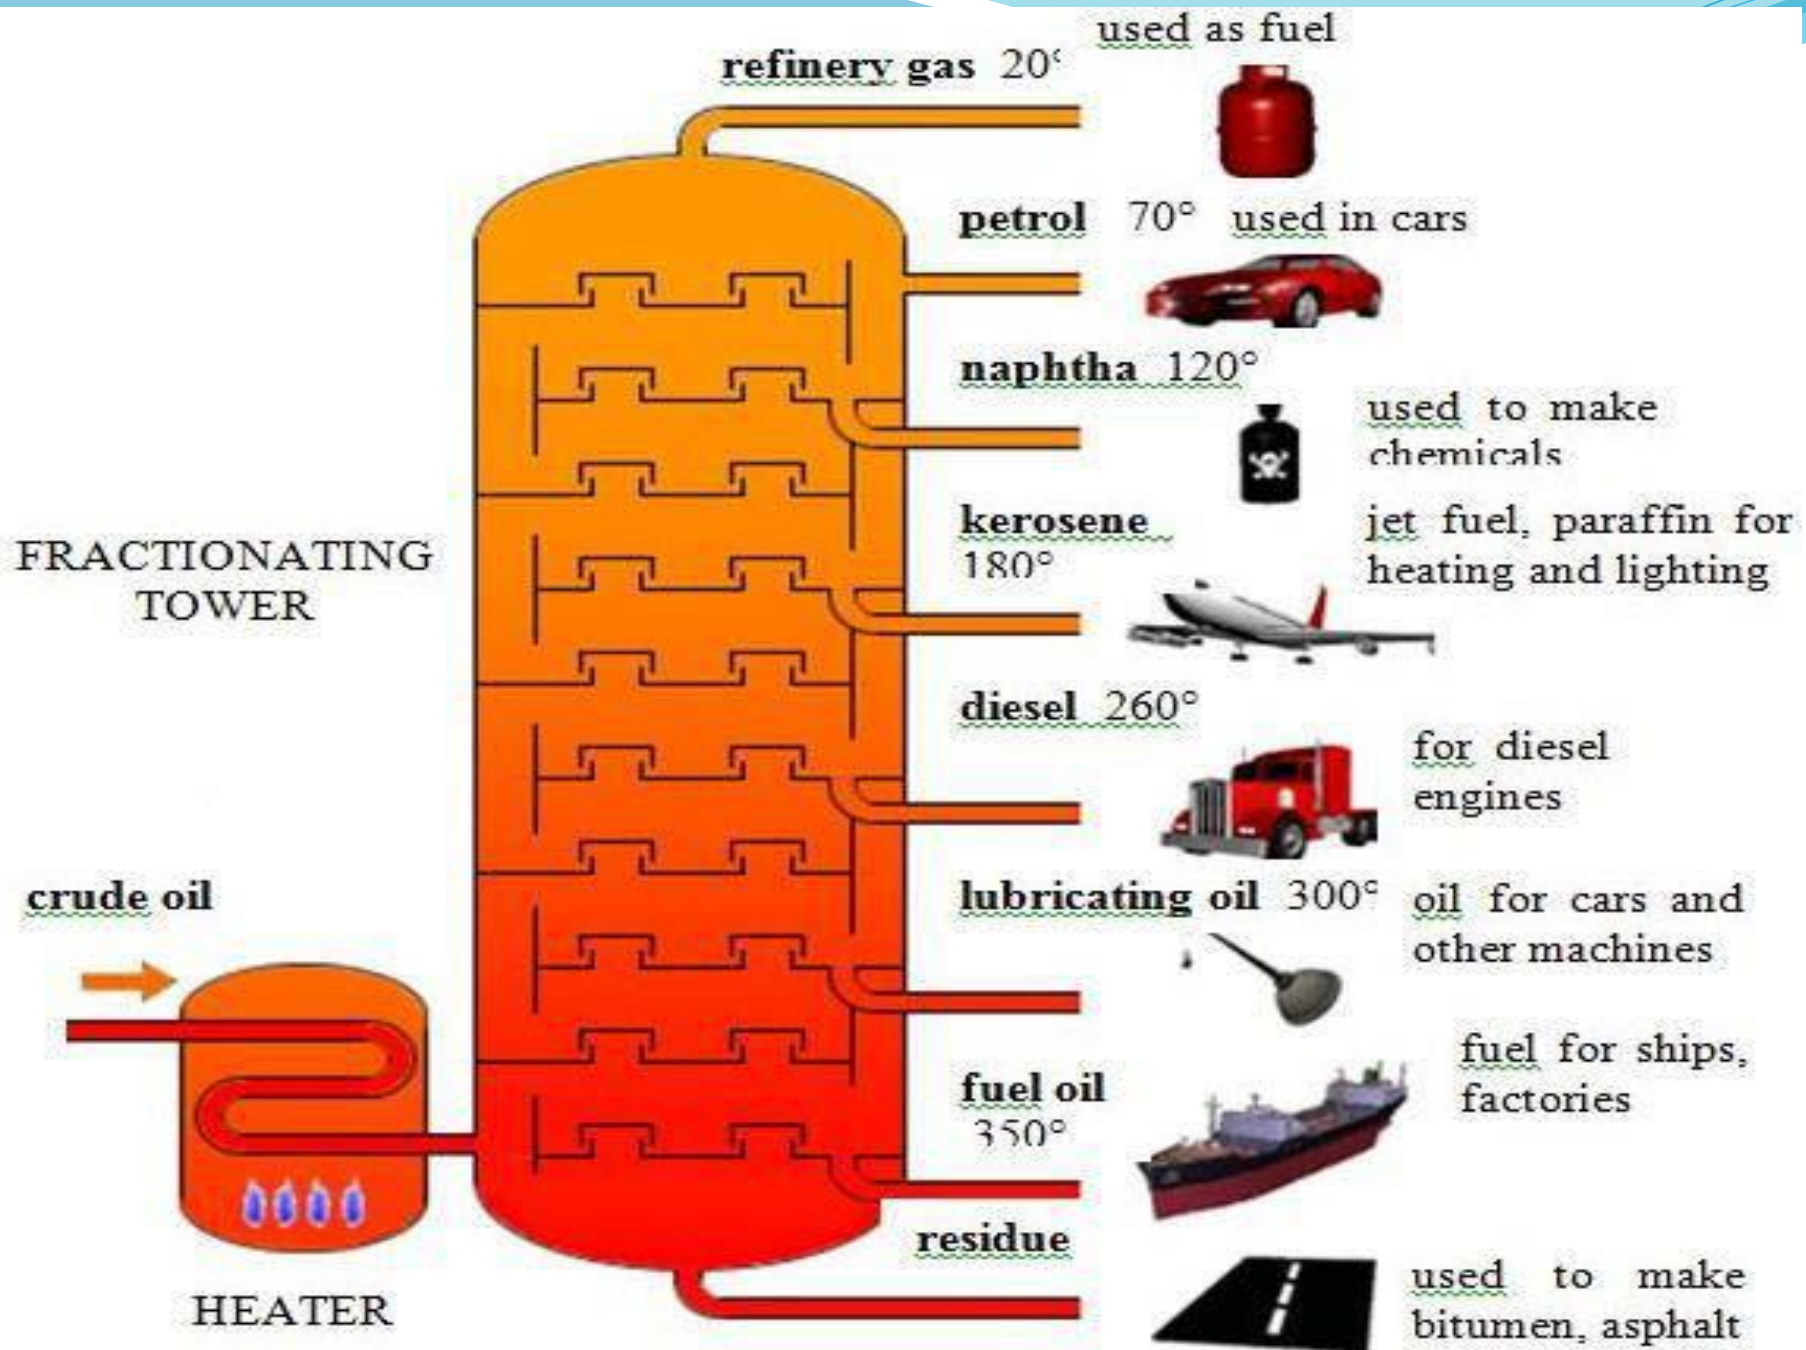 used as fuel
refinery gas 20°
petrol 70° used in cars
naphtha 120°
used to make
chemicals
kerosene
180°
jet fuel, paraffin for
heating and lighting
FRACTIONATING
TOWER
diesel 260°
for diesel
engines
crude oil
lubricating oil 300°
oil for cars and
other machines
fuel oil
350°
fuel for ships,
factories
residue
HEATER
used to make
bitumen, asphalt